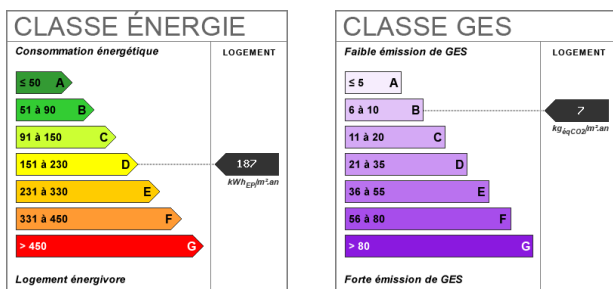 CLASSE ÉNERGIE
Consommation énergétique
LOGEMENT
≤ 50 A
51 à 90 B
91 à 150 C
151 à 230 D
187
kWhEP/m².an
231 à 330 E
331 à 450 F
> 450 G
Logement énergivore
CLASSE GES
Faible émission de GES
LOGEMENT
≤ 5 A
6 à 10 B
7
kgéqCO2/m².an
11 à 20 C
21 à 35 D
36 à 55 E
56 à 80 F
> 80 G
Forte émission de GES